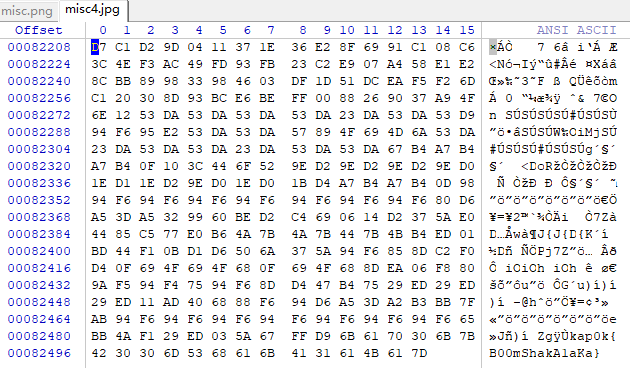 misc.png misc4.jpg
Offset 0 1 2 3 4 5 6 7 8 9 10 11 12 13 14 15 ANSI ASCII
00082208 D7 C1 D2 9D 04 11 37 1E 36 E2 8F 69 91 C1 08 C6 ×ÁÒ 7 6â i‘Á Æ
00082224 3C 4E F3 AC 49 FD 93 FB 23 C2 E9 07 A4 58 E1 E2 <Nó¬Iý“û#Âé ¤Xáâ
00082240 8C BB 89 98 33 98 46 03 DF 1D 51 DC EA F5 F2 6D Œ»‰˜3˜F ß QÜêõòm
00082256 C1 20 30 8D 93 BC E6 BE FF 00 88 26 90 37 A9 4F Á 0 “¼æ¾ÿ ˆ& 7©O
00082272 6E 12 53 DA 53 DA 53 DA 53 DA 23 DA 53 DA 53 D9 n SÚSÚSÚSÚ#ÚSÚSÙ
00082288 94 F6 95 E2 53 DA 53 DA 57 89 4F 69 4D 6A 53 DA ”ö•âSÚSÚW‰OiMjSÚ
00082304 23 DA 53 DA 53 DA 23 DA 53 DA 53 DA 67 B4 A7 B4 #ÚSÚSÚ#ÚSÚSÚg´§´
00082320 A7 B4 0F 10 3C 44 6F 52 9E D2 9E D2 9E D2 9E D0 §´ <DoRžÒžÒžÒžÐ
00082336 1E D1 1E D2 9E D0 1E D0 1B D4 A7 B4 A7 B4 0D 98 Ñ ÒžÐ Ð Ô§´§´ ˜
00082352 94 F6 94 F6 94 F6 94 F6 94 F6 94 F6 94 F6 80 D6 ”ö”ö”ö”ö”ö”ö”ö€Ö
00082368 A5 3D A5 32 99 60 BE D2 C4 69 06 14 D2 37 5A E0 ¥=¥2™`¾ÒÄi Ò7Zà
00082384 44 85 C5 77 E0 B6 4A 7B 4A 7B 44 7B 4B B4 ED 01 D…Åwà¶J{J{D{K´í
00082400 BD 44 F1 0B D1 D6 50 6A 37 5A 94 F6 85 8D C2 F0 ½Dñ ÑÖPj7Z”ö… Âð
00082416 D4 0F 69 4F 69 4F 68 0F 69 4F 68 8D EA 06 F8 80 Ô iOiOh iOh ê ø€
00082432 9A F5 94 F4 75 94 F6 8D D4 47 B4 75 29 ED 29 ED šõ”ôu”ö ÔG´u)í)í
00082448 29 ED 11 AD 40 68 88 F6 94 D6 A5 3D A2 B3 BB 7F )í -@hˆö”Ö¥=¢³»
00082464 AB 94 F6 94 F6 94 F6 94 F6 94 F6 94 F6 94 F6 65 «”ö”ö”ö”ö”ö”ö”öe
00082480 BB 4A F1 29 ED 03 5A 67 FF D9 6B 61 70 30 6B 7B »Jñ)í ZgÿÙkap0k{
00082496 42 30 30 6D 53 68 61 6B 41 31 61 4B 61 7D B00mShakA1aKa}